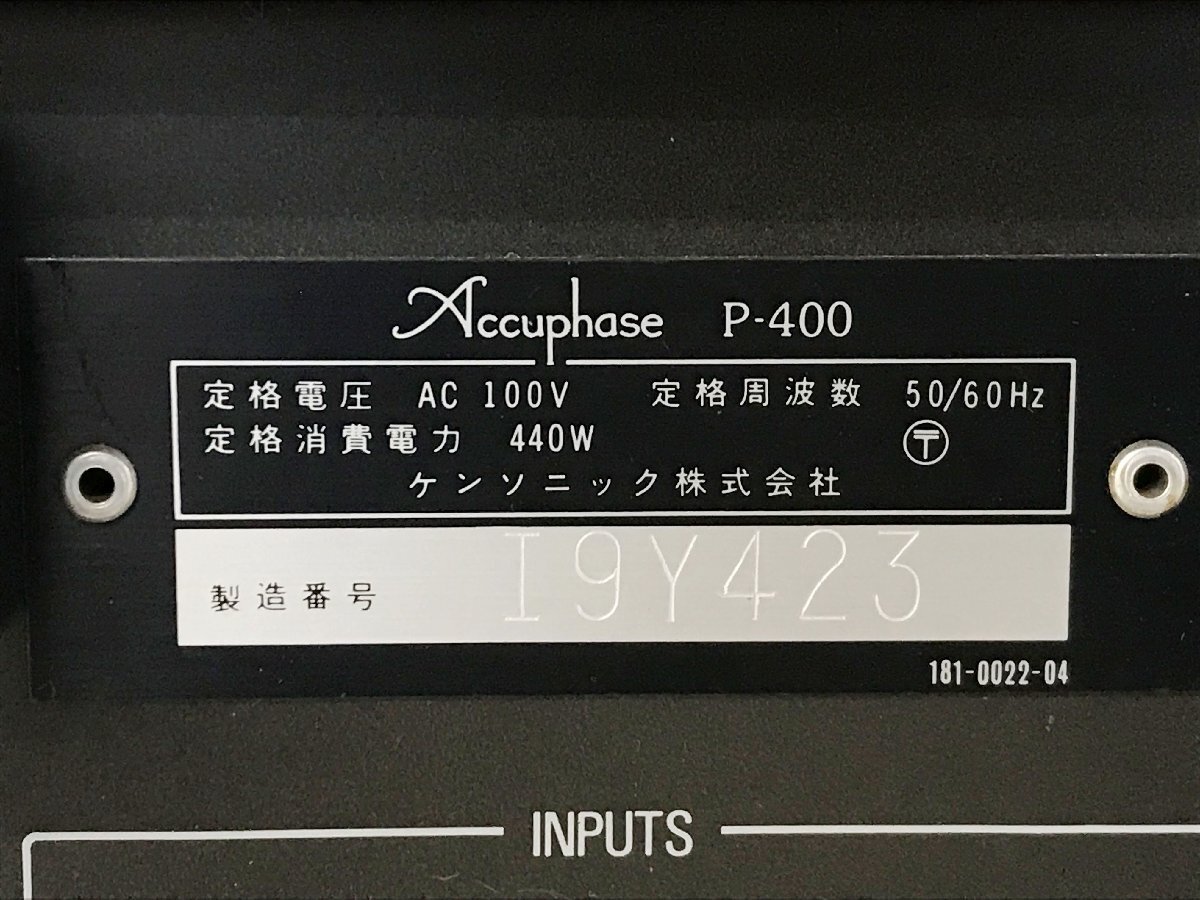 Accuphase P-400
定格電圧 AC 100V 定格周波数 50/60Hz
定格消費電力 440W 〒
ケンソニック株式会社
製造番号 I9Y423
181-0022-04
INPUTS